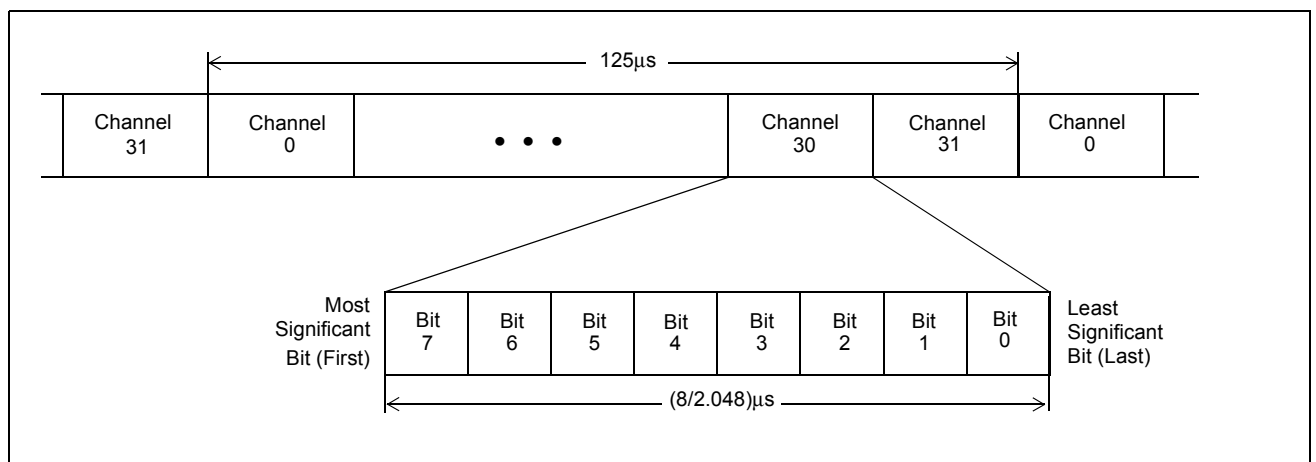 125μs
Channel
31
Channel
0
• • •
Channel
30
Channel
31
Channel
0
Most
Significant
Bit (First)
Bit
7
Bit
6
Bit
5
Bit
4
Bit
3
Bit
2
Bit
1
Bit
0
Least
Significant
Bit (Last)
(8/2.048)μs